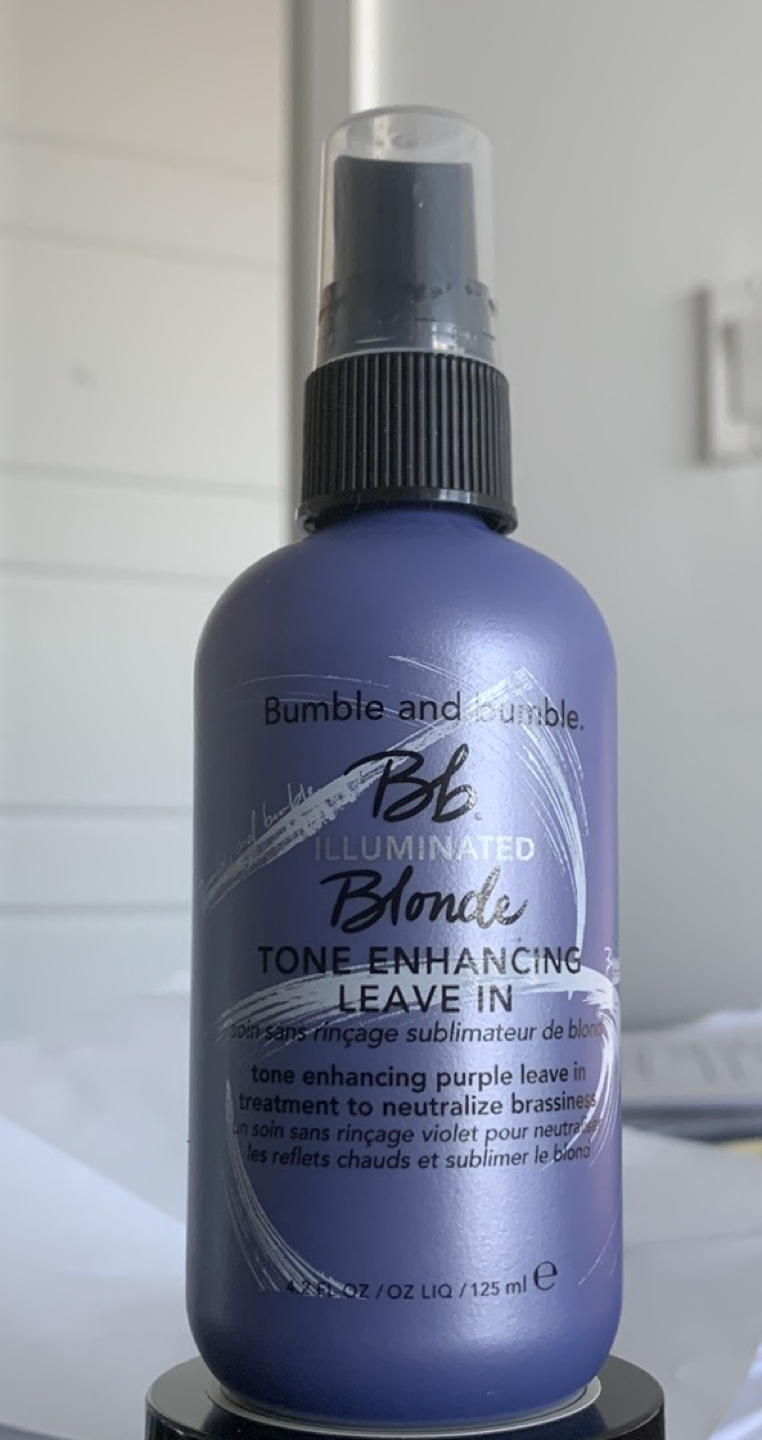 Bumble and bumble.
Bb.
ILLUMINATED
Blonde
TONE ENHANCING
LEAVE IN
soin sans rinçage sublimateur de blond
tone enhancing purple leave in
treatment to neutralize brassiness
un soin sans rinçage violet pour neutraliser
les reflets chauds et sublimer le blond
4.2 FL OZ / OZ LIQ / 125 ml e